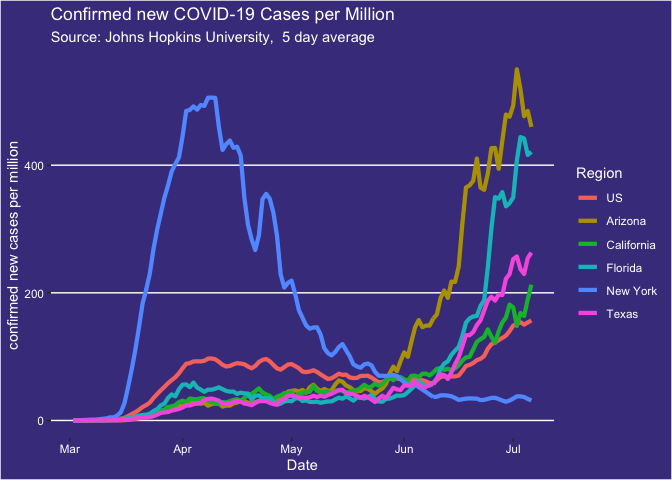 Confirmed new COVID-19 Cases per Million
Source: Johns Hopkins University,  5 day average
confirmed new cases per million
400
200
0
Mar
Apr
May
Jun
Jul
Date
Region
US
Arizona
California
Florida
New York
Texas